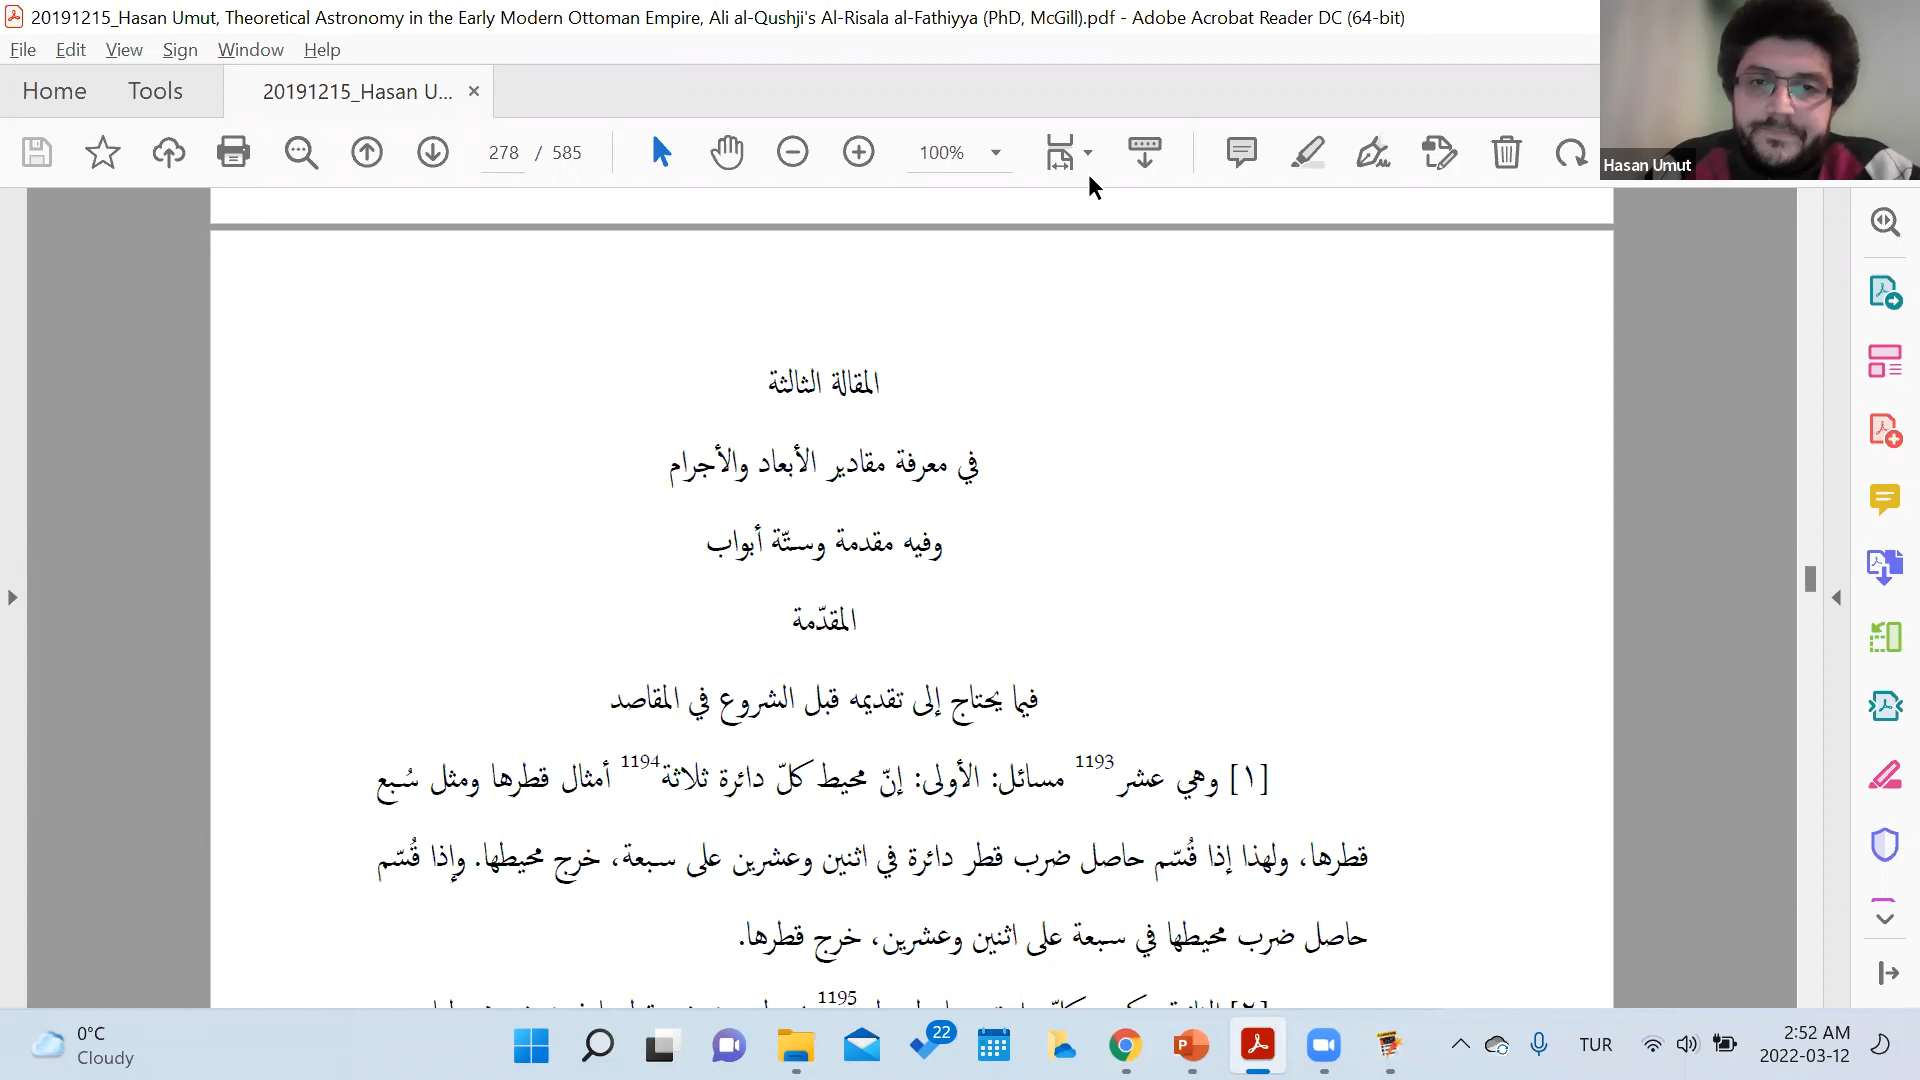 20191215_Hasan Umut, Theoretical Astronomy in the Early Modern Ottoman Empire, Ali al-Qushji's Al-Risala al-Fathiyya (PhD, McGill).pdf - Adobe Acrobat Reader DC (64-bit)
File Edit View Sign Window Help
Home Tools 20191215_Hasan U... ×
278 / 585 100%
Hasan Umut
المقالة الثالثة
في معرفة مقادير الأبعاد والأجرام
وفيه مقدمة وستّة أبواب
المقدّمة
فيما يحتاج إلى تقديمه قبل الشروع في المقاصد
[١] وهي عشر1193 مسائل: الأولى: إنّ محيط كلّ دائرة ثلاثة1194 أمثال قطرها ومثل سُبع
قطرها، ولهذا إذا قُسّم حاصل ضرب قطر دائرة في اثنين وعشرين على سبعة، خرج محيطها. وإذا قُسّم
حاصل ضرب محيطها في سبعة على اثنين وعشرين، خرج قطرها.
1195
0°C
Cloudy
22
TUR
2:52 AM
2022-03-12